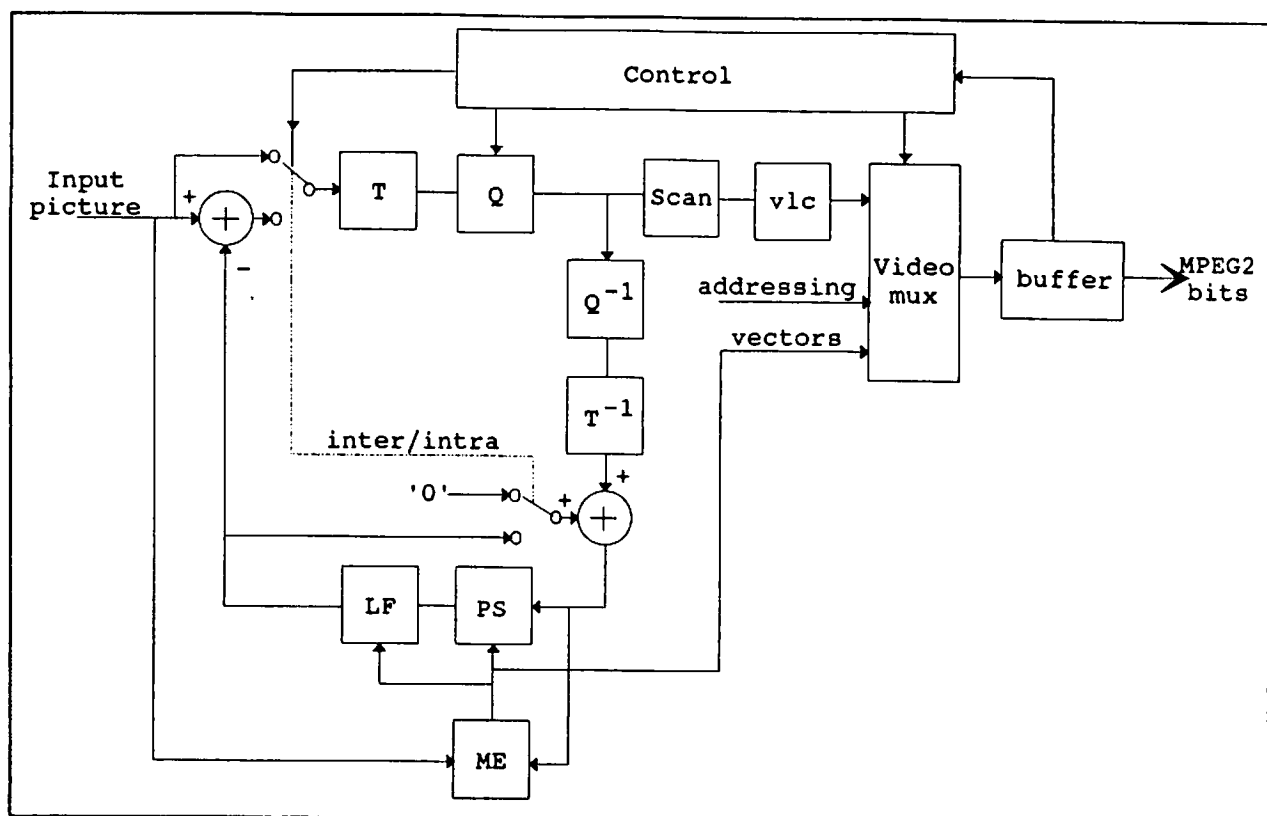 Control
Input
picture
+
+
-
T
Q
Scan
vlc
Video
mux
buffer
MPEG2
bits
addressing
vectors
Q-1
T-1
inter/intra
'0'
+
+
+
LF
PS
ME